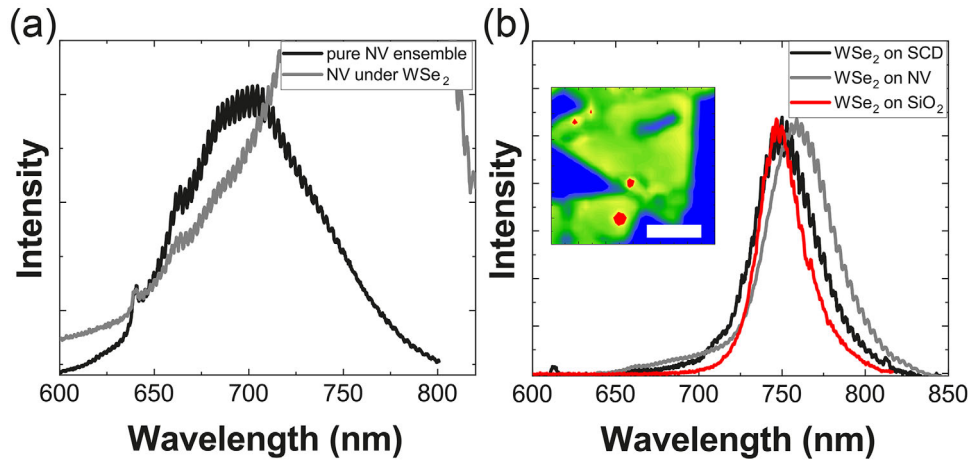 (a)
pure NV ensemble
NV under WSe₂
Intensity
600 650 700 750 800
Wavelength (nm)
(b)
WSe₂ on SCD
WSe₂ on NV
WSe₂ on SiO₂
Intensity
600 650 700 750 800 850
Wavelength (nm)